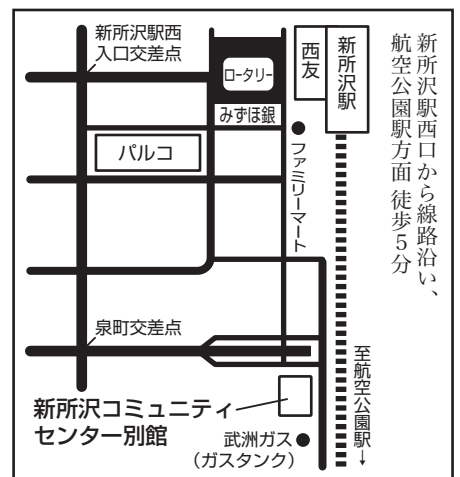 新所沢駅西口から線路沿い、
航空公園駅方面 徒歩5分
新所沢駅西
入口交差点
ロータリー
西友
新所沢駅
みずほ銀
パルコ
ファミリーマート
泉町交差点
至航空公園駅→
新所沢コミュニティ
センター別館
武洲ガス
(ガスタンク)